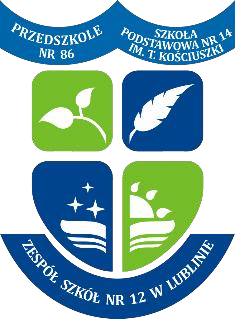 PRZEDSZKOLE
NR 86
SZKOŁA
PODSTAWOWA NR 14
IM. T. KOŚCIUSZKI
ZESPÓŁ SZKÓŁ NR 12 W LUBLINIE